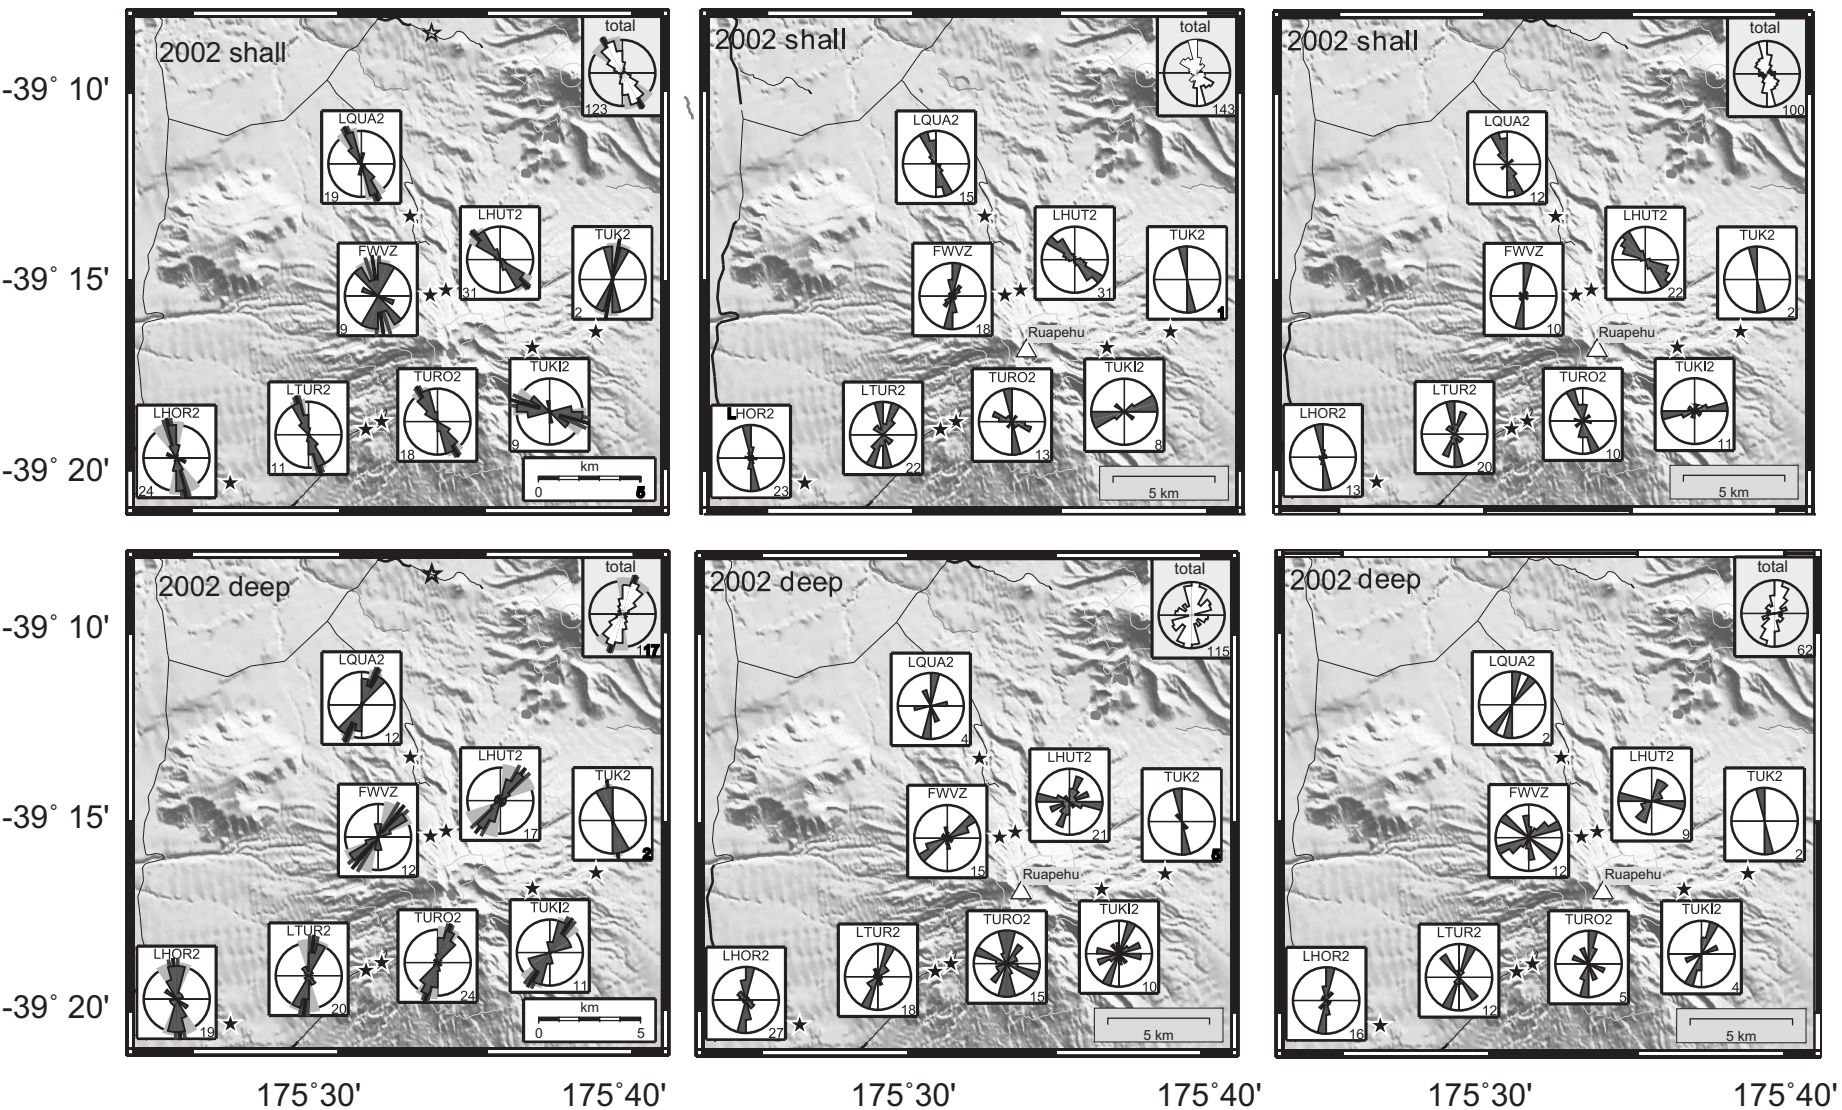 2002 shall
total
123
LQUA2
19
LHUT2
31
TUK2
2
FWVZ
9
TUKI2
9
LTUR2
11
TURO2
18
LHOR2
24
km
0
5
2002 shall
total
143
LQUA2
15
LHUT2
31
TUK2
1
FWVZ
18
Ruapehu
TUKI2
8
LTUR2
22
TURO2
13
LHOR2
23
5 km
2002 shall
total
100
LQUA2
12
LHUT2
22
TUK2
2
FWVZ
10
Ruapehu
TUKI2
11
LTUR2
20
TURO2
10
LHOR2
13
5 km
-39° 10'
-39° 15'
-39° 20'
2002 deep
total
117
LQUA2
12
LHUT2
17
TUK2
2
FWVZ
12
TUKI2
11
LTUR2
20
TURO2
24
LHOR2
19
km
0
5
2002 deep
total
115
LQUA2
4
LHUT2
21
TUK2
FWVZ
15
Ruapehu
TUKI2
10
LTUR2
18
TURO2
15
LHOR2
27
5 km
2002 deep
total
62
LQUA2
2
LHUT2
9
TUK2
2
FWVZ
12
Ruapehu
TUKI2
4
LTUR2
12
TURO2
5
LHOR2
16
5 km
-39° 10'
-39° 15'
-39° 20'
175°30'
175°40'
175°30'
175°40'
175°30'
175°40'